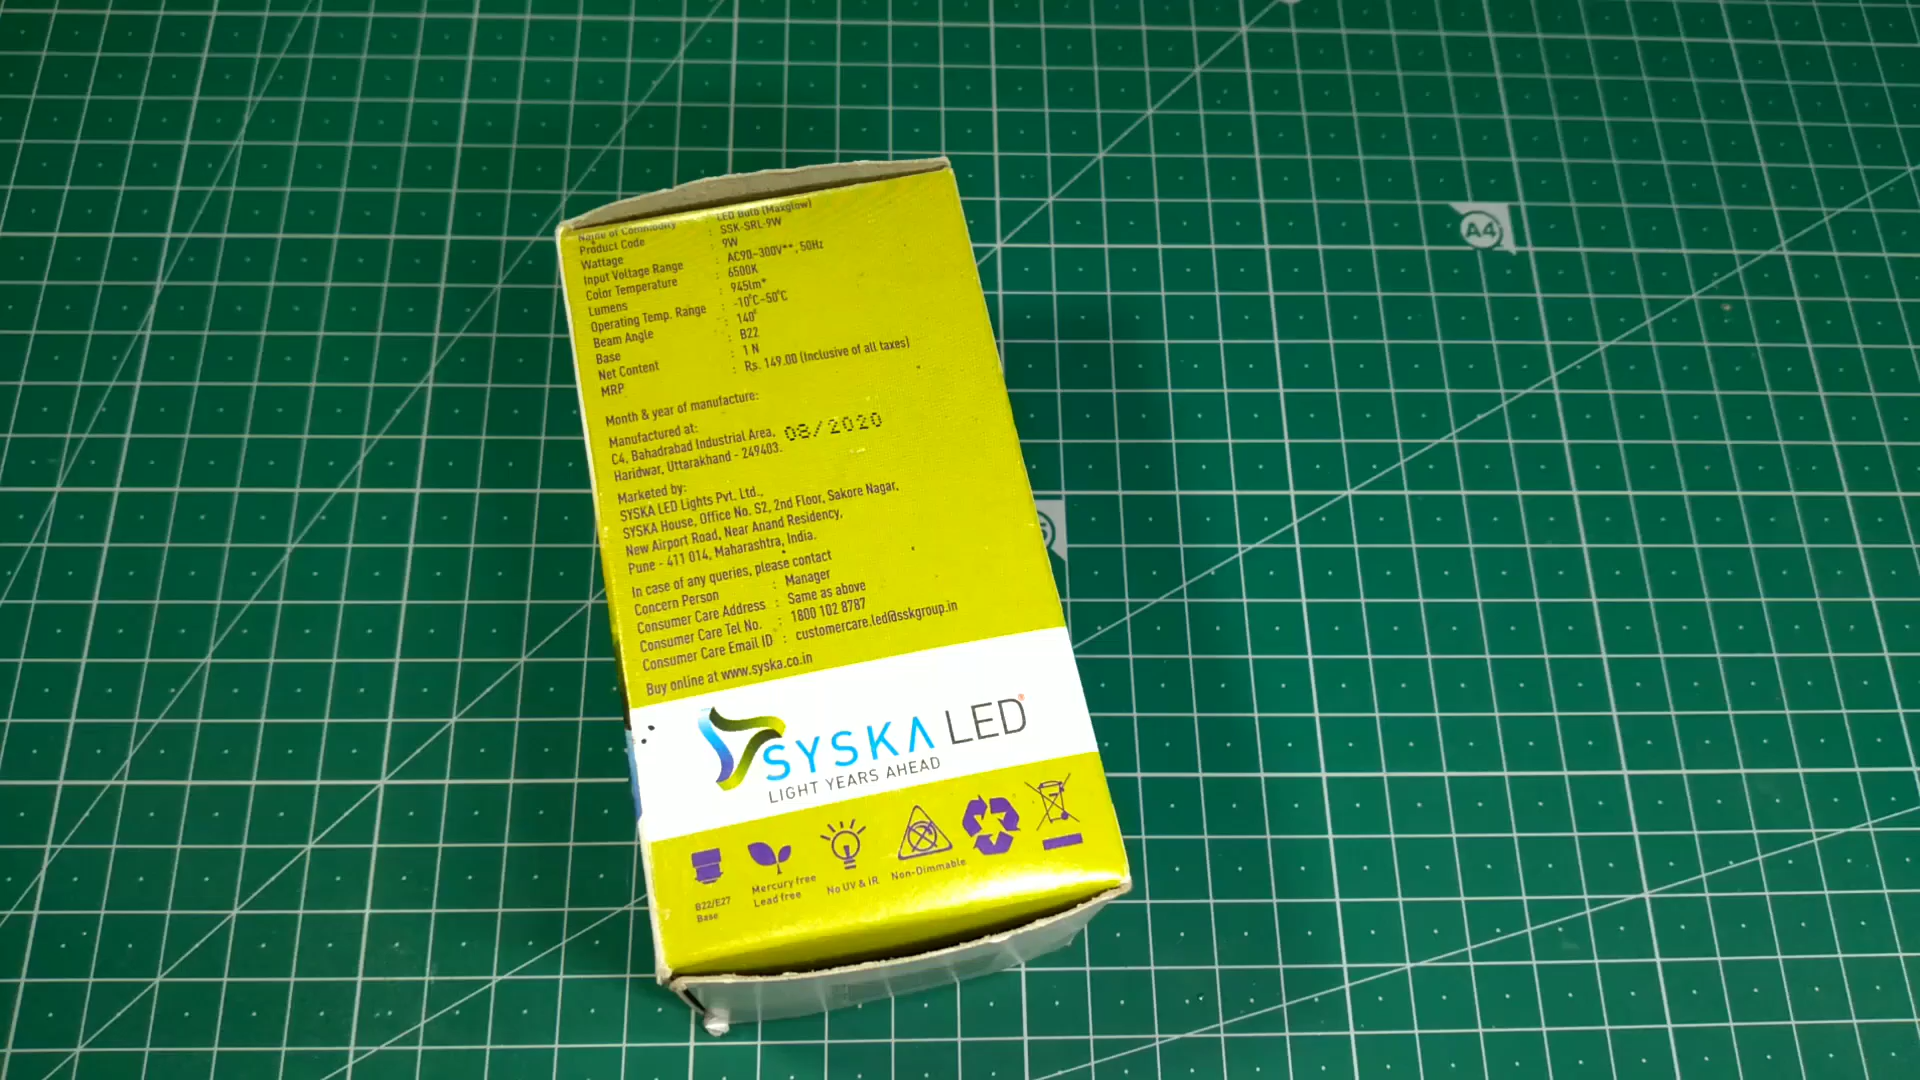 Name of Commodity : LED Bulb (Maxglow)
Product Code : SSK-SRL-9W
Wattage : 9W
Input Voltage Range : AC90~300V**, 50Hz
Color Temperature : 6500K
Lumens : 945lm*
Operating Temp. Range : -10°C-50°C
Beam Angle : 140°
Base : B22
Net Content : 1 N
MRP : Rs. 149.00 (Inclusive of all taxes)
Month & year of manufacture:
08/2020
Manufactured at:
C4, Bahadrabad Industrial Area,
Haridwar, Uttarakhand - 249403.
Marketed by:
SYSKA LED Lights Pvt. Ltd.,
SYSKA House, Office No. S2, 2nd Floor, Sakore Nagar,
New Airport Road, Near Anand Residency,
Pune - 411 014, Maharashtra, India.
In case of any queries, please contact
Concern Person : Manager
Consumer Care Address : Same as above
Consumer Care Tel No. : 1800 102 8787
Consumer Care Email ID : customercare.led@sskgroup.in
Buy online at www.syska.co.in
SYSKA LED®
LIGHT YEARS AHEAD
B22/E27
Base
Mercury free
Lead free
No UV & IR
Non-Dimmable
A4